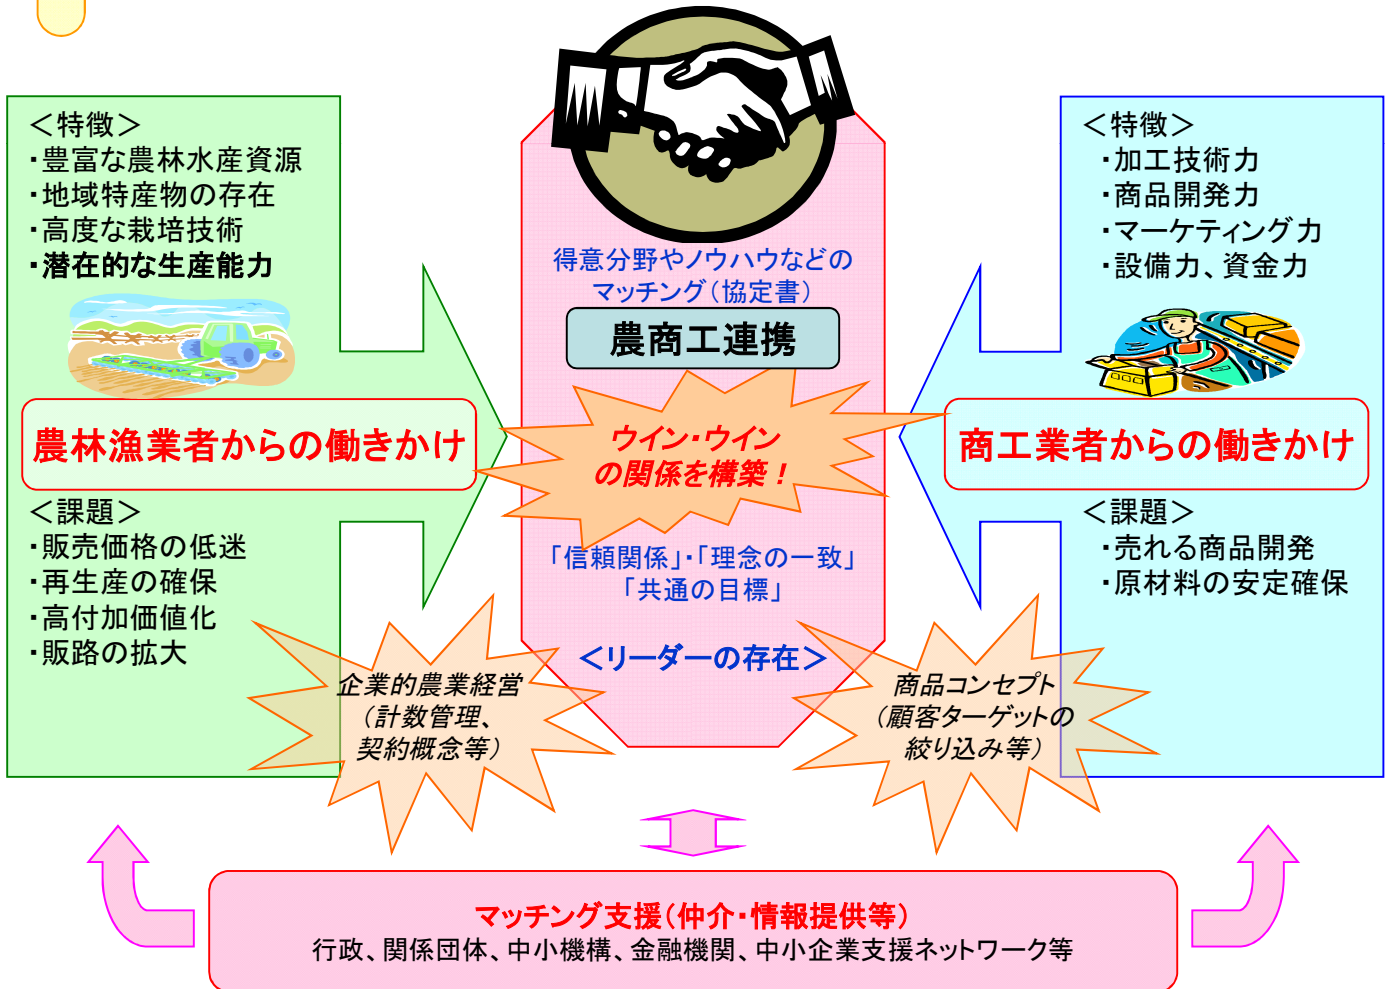 ＜特徴＞
・豊富な農林水産資源
・地域特産物の存在
・高度な栽培技術
・潜在的な生産能力
農林漁業者からの働きかけ
＜課題＞
・販売価格の低迷
・再生産の確保
・高付加価値化
・販路の拡大
企業的農業経営
（計数管理、
契約概念等）
得意分野やノウハウなどの
マッチング（協定書）
農商工連携
ウイン・ウイン
の関係を構築！
「信頼関係」・「理念の一致」
「共通の目標」
＜リーダーの存在＞
＜特徴＞
・加工技術力
・商品開発力
・マーケティング力
・設備力、資金力
商工業者からの働きかけ
＜課題＞
・売れる商品開発
・原材料の安定確保
商品コンセプト
（顧客ターゲットの
絞り込み等）
マッチング支援（仲介・情報提供等）
行政、関係団体、中小機構、金融機関、中小企業支援ネットワーク等